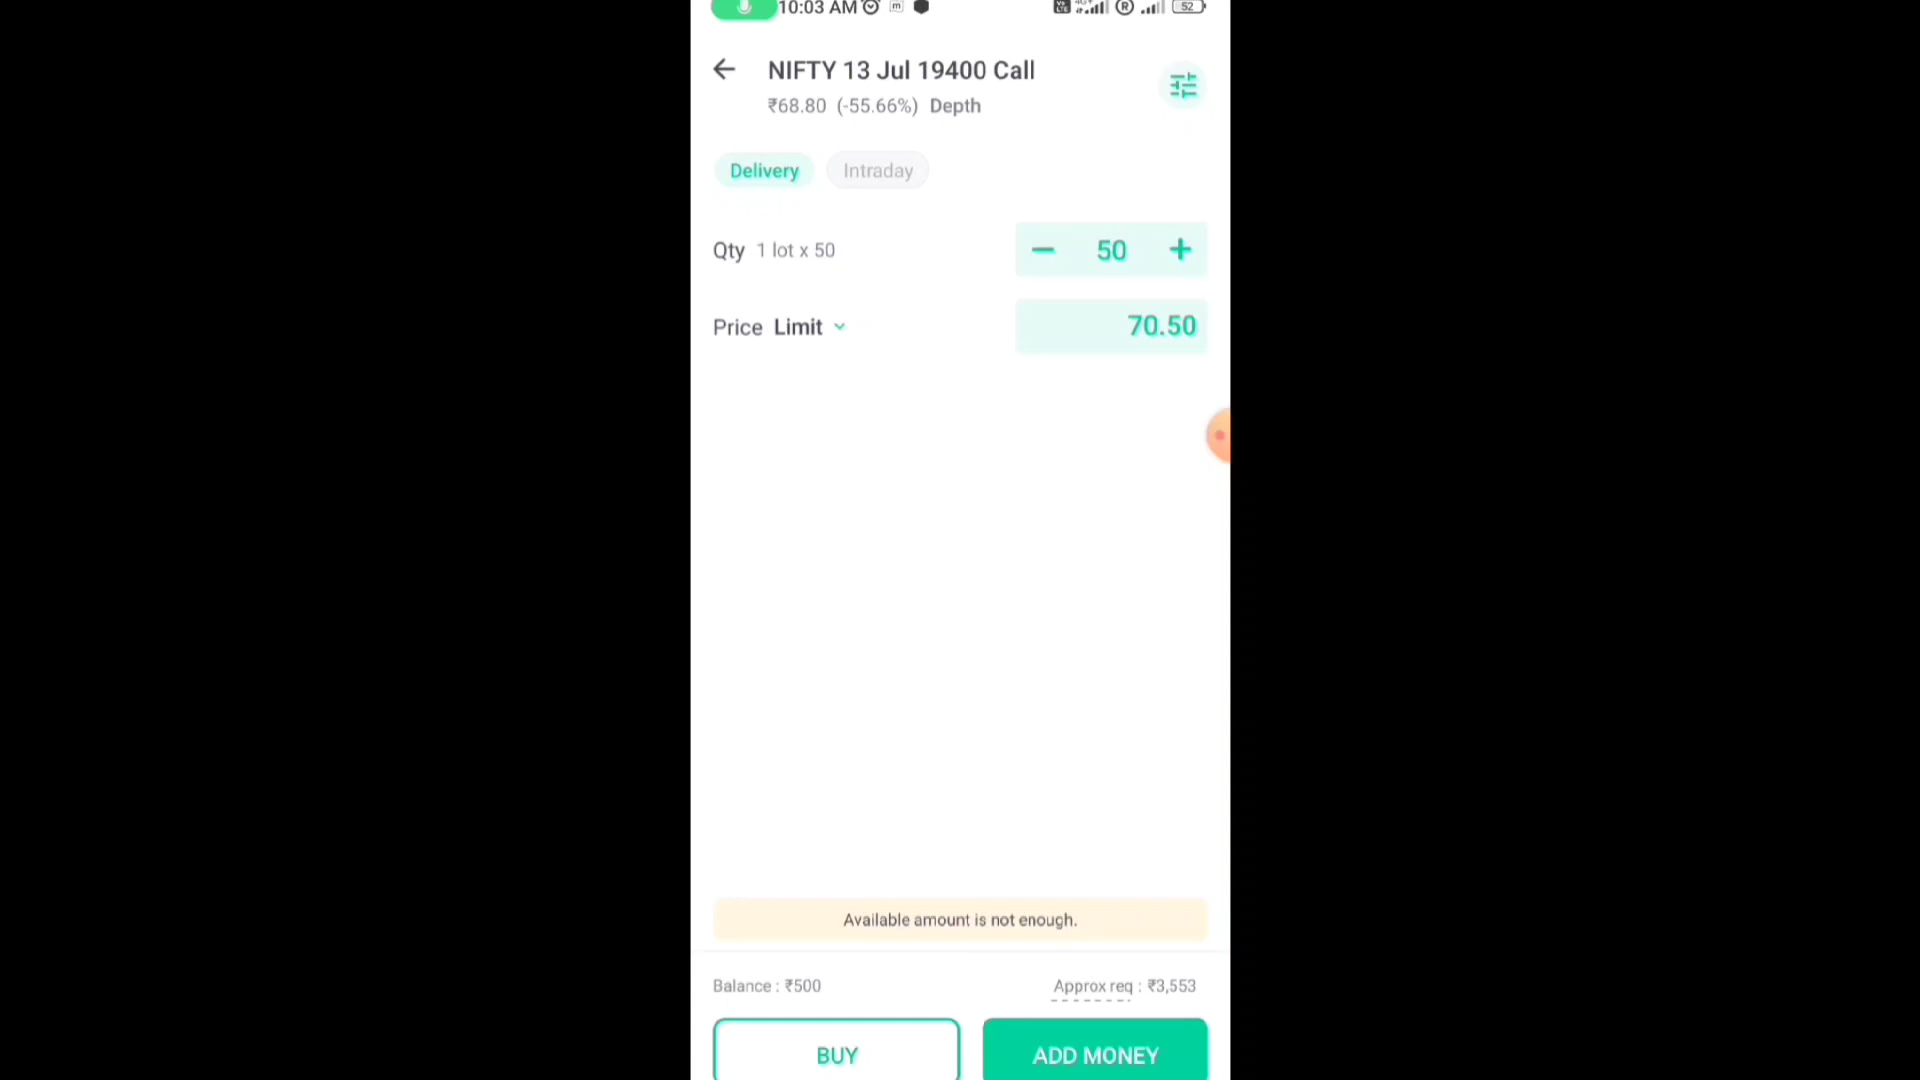 10:03 AM
52
NIFTY 13 Jul 19400 Call
₹68.80 (-55.66%) Depth
Delivery Intraday
Qty 1 lot x 50 − 50 +
Price Limit 70.50
Available amount is not enough.
Balance : ₹500 Approx req : ₹3,553
BUY ADD MONEY